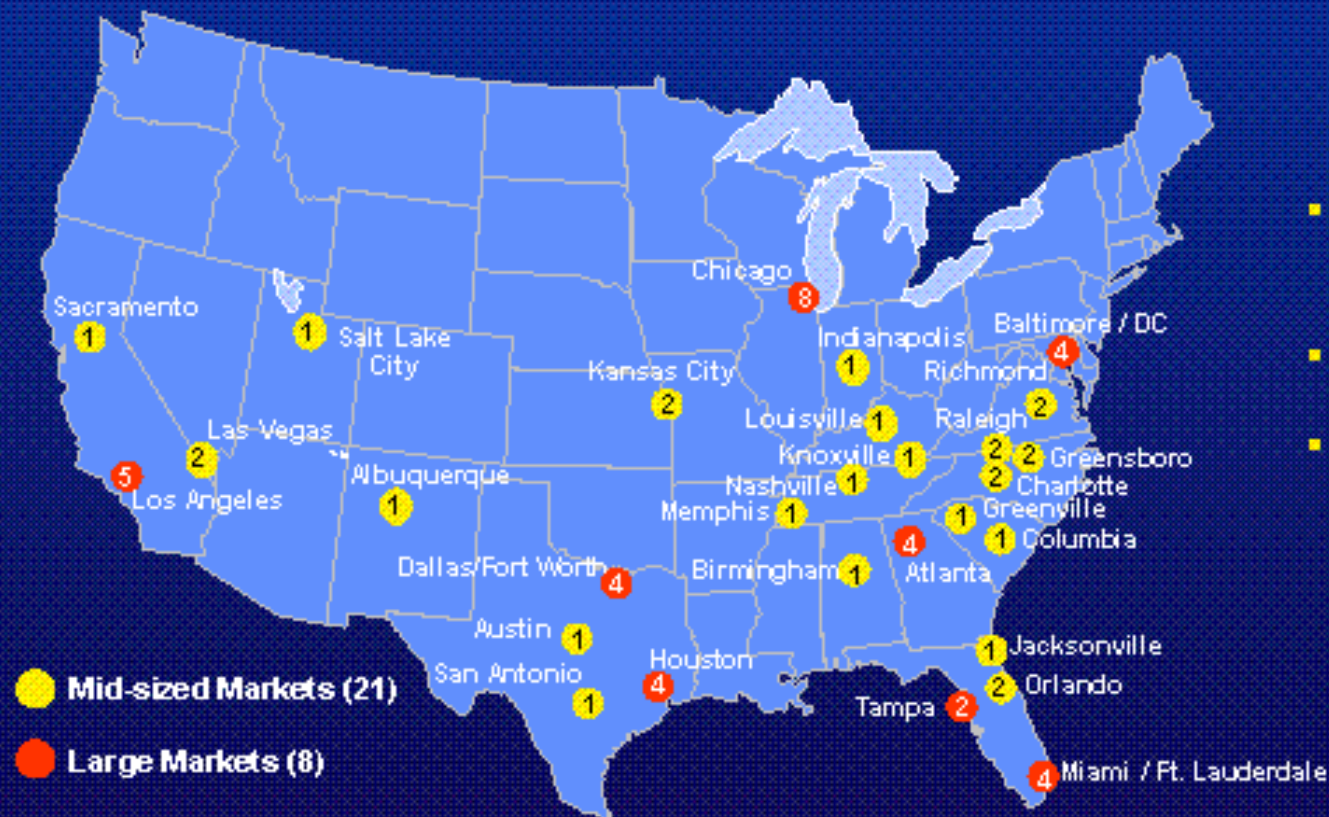 Chicago
8
Sacramento
1
Salt Lake
City
1
Baltimore / DC
4
Indianapolis
1
Kansas City
2
Richmond
2
Louisville
1
Raleigh
2
Las Vegas
2
Knoxville
1
2
Greensboro
Albuquerque
1
Los Angeles
5
Nashville
1
2
Charlotte
Memphis
1
Greenville
1
Columbia
1
Dallas/Fort Worth
4
Birmingham
1
4
Atlanta
Austin
1
Houston
4
San Antonio
1
1
Jacksonville
2
Orlando
Tampa
2
4
Miami / Ft. Lauderdale
Mid-sized Markets (21)
Large Markets (8)